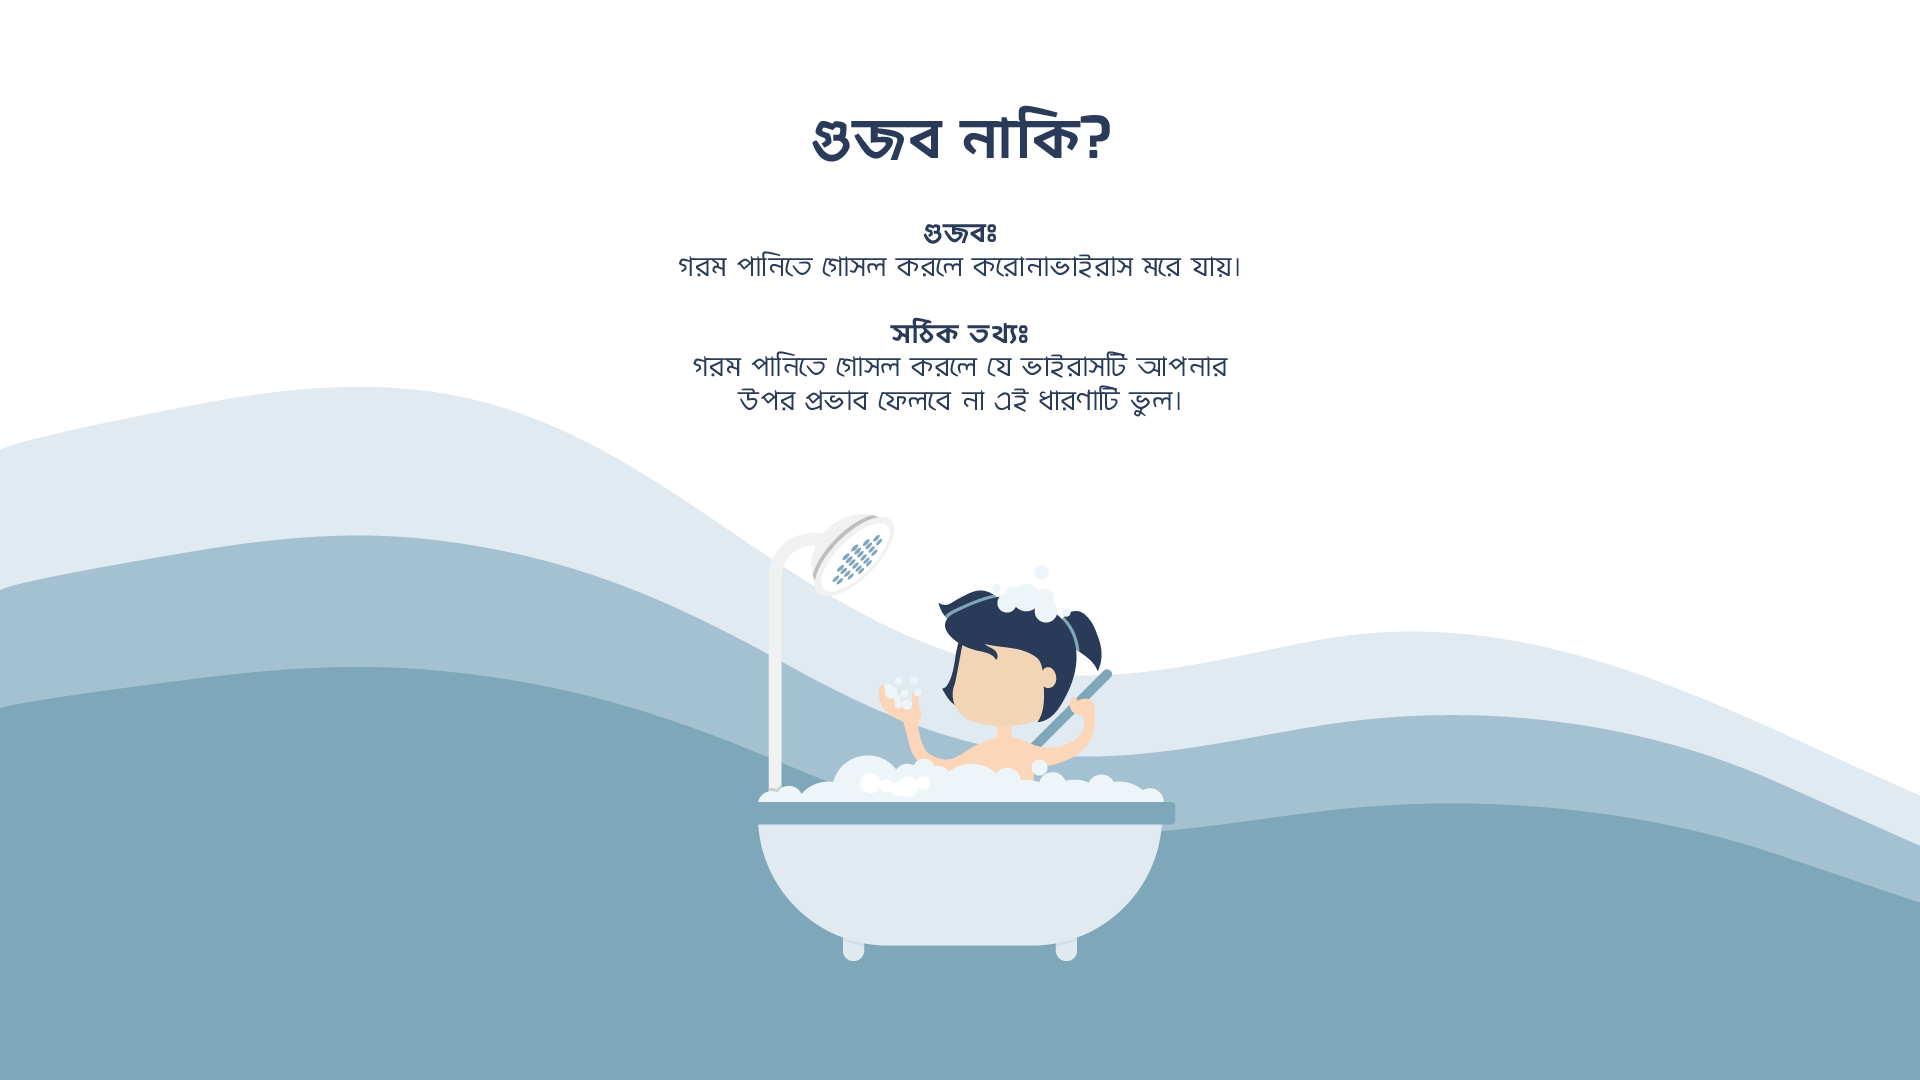 গুজব নাকি?
গুজবঃ
গরম পানিতে গোসল করলে করোনাভাইরাস মরে যায়।
সঠিক তথ্যঃ
গরম পানিতে গোসল করলে যে ভাইরাসটি আপনার
উপর প্রভাব ফেলবে না এই ধারণাটি ভুল।